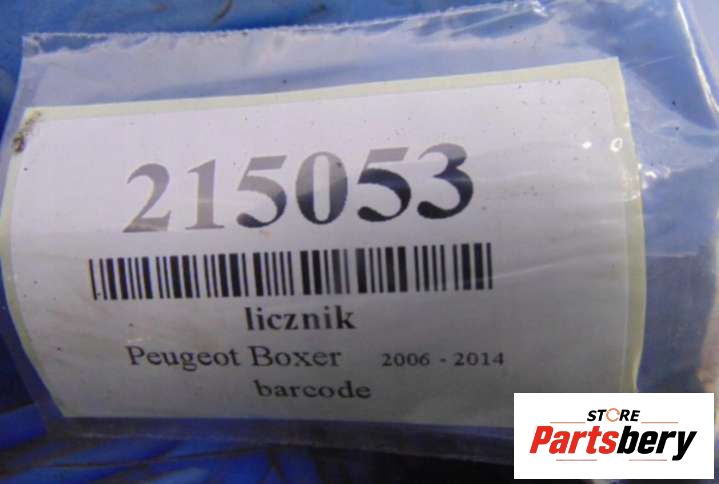 215053
licznik
Peugeot Boxer 2006 - 2014
barcode
STORE
Partsbery